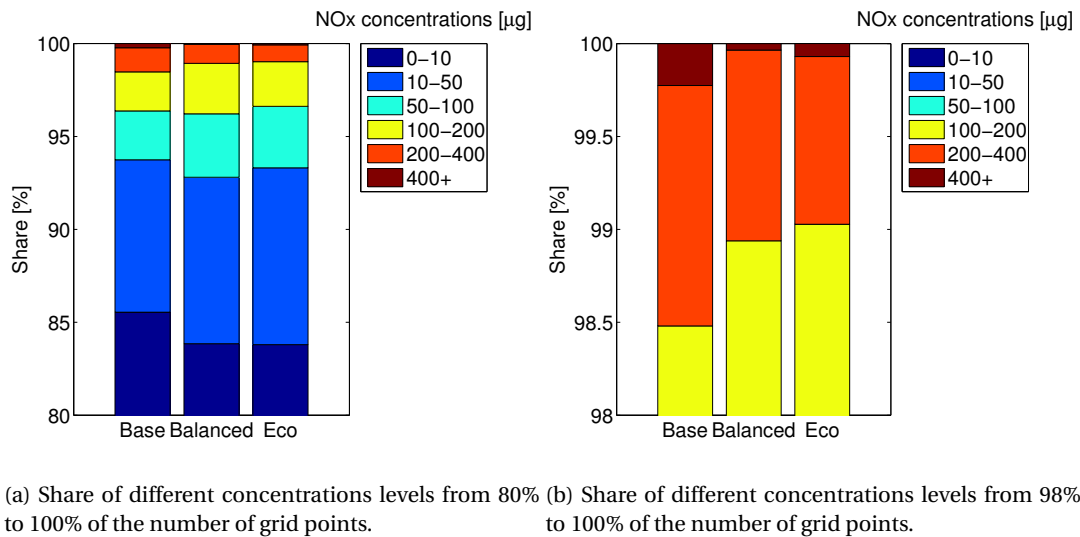 NOx concentrations [µg]
100
95
90
85
80
Share [%]
Base Balanced Eco
0−10
10−50
50−100
100−200
200−400
400+
NOx concentrations [µg]
100
99.5
99
98.5
98
Share [%]
Base Balanced Eco
0−10
10−50
50−100
100−200
200−400
400+
(a) Share of different concentrations levels from 80%
to 100% of the number of grid points.
(b) Share of different concentrations levels from 98%
to 100% of the number of grid points.